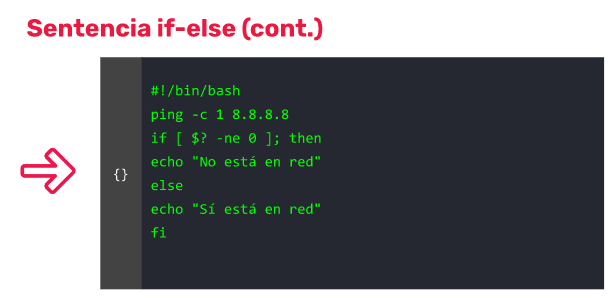 Sentencia if-else (cont.)
#!/bin/bash
ping -c 1 8.8.8.8
if [ $? -ne 0 ]; then
{}
echo "No está en red"
else
echo "Sí está en red"
fi